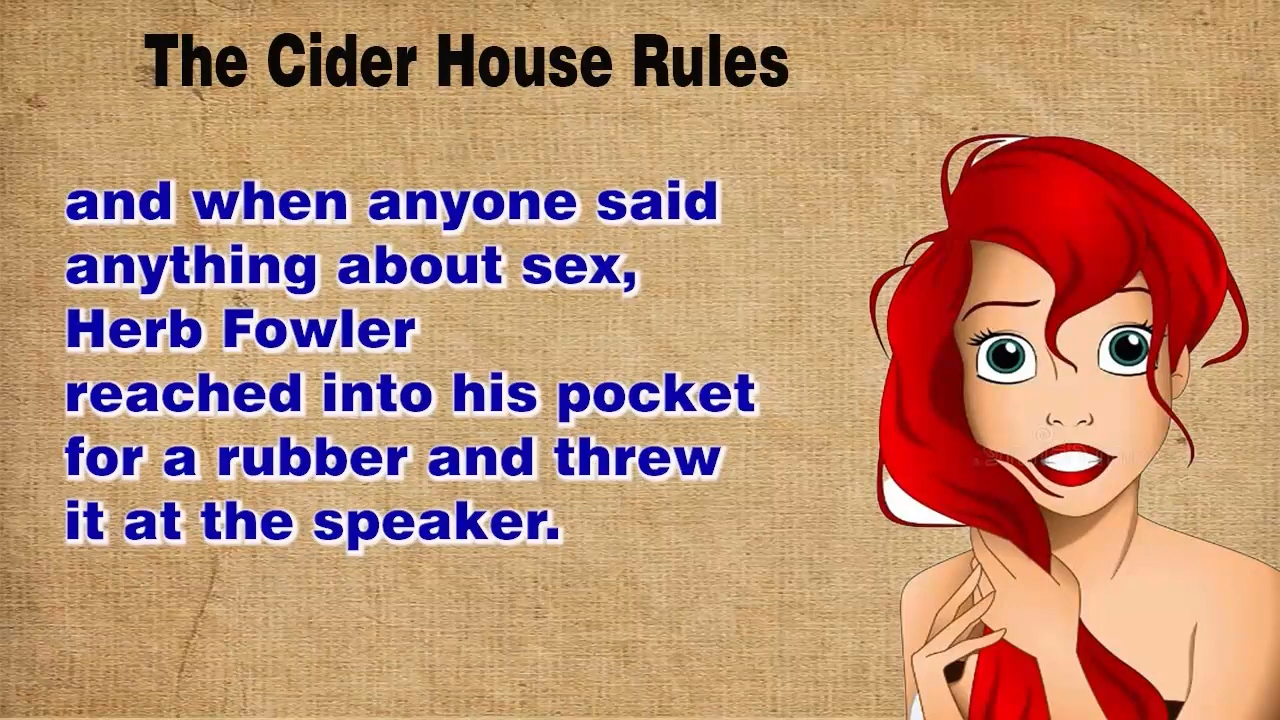 The Cider House Rules
and when anyone said
anything about sex,
Herb Fowler
reached into his pocket
for a rubber and threw
it at the speaker.